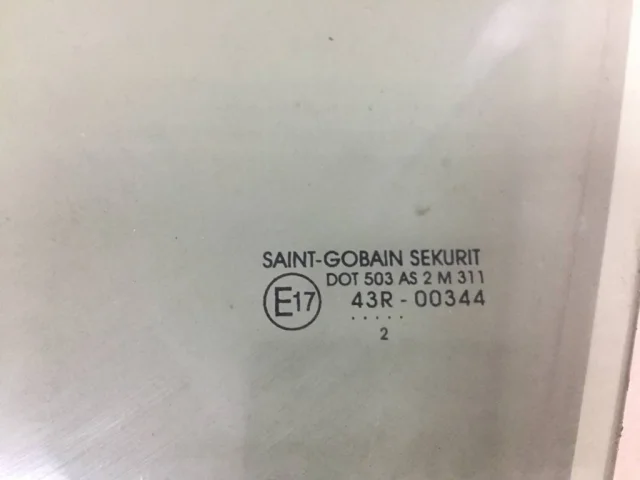 SAINT-GOBAIN SEKURIT
DOT 503 AS 2 M 311
E17 43R - 00344
.....
2